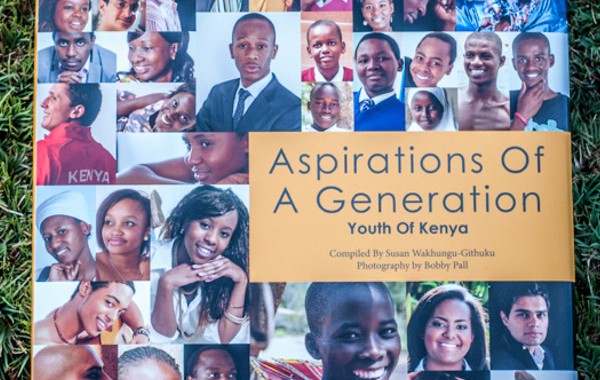 KENYA
Aspirations Of
A Generation
Youth Of Kenya
Compiled By Susan Wakhungu-Githuku
Photography by Bobby Pall